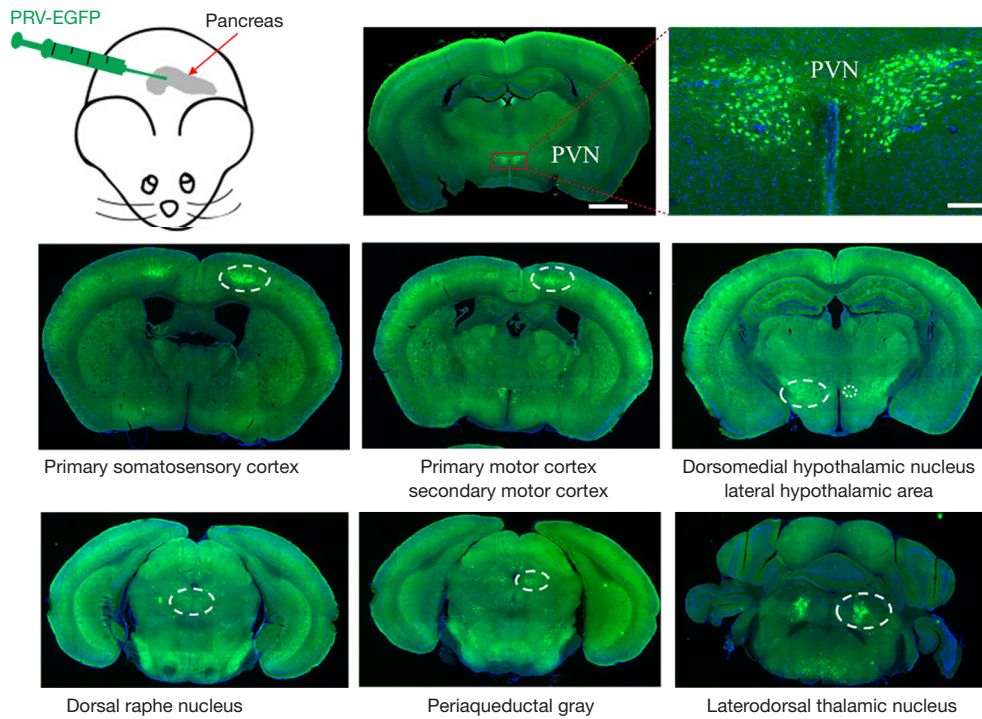 PRV-EGFP
Pancreas
PVN
PVN
Primary somatosensory cortex
Primary motor cortex
secondary motor cortex
Dorsomedial hypothalamic nucleus
lateral hypothalamic area
Dorsal raphe nucleus
Periaqueductal gray
Laterodorsal thalamic nucleus